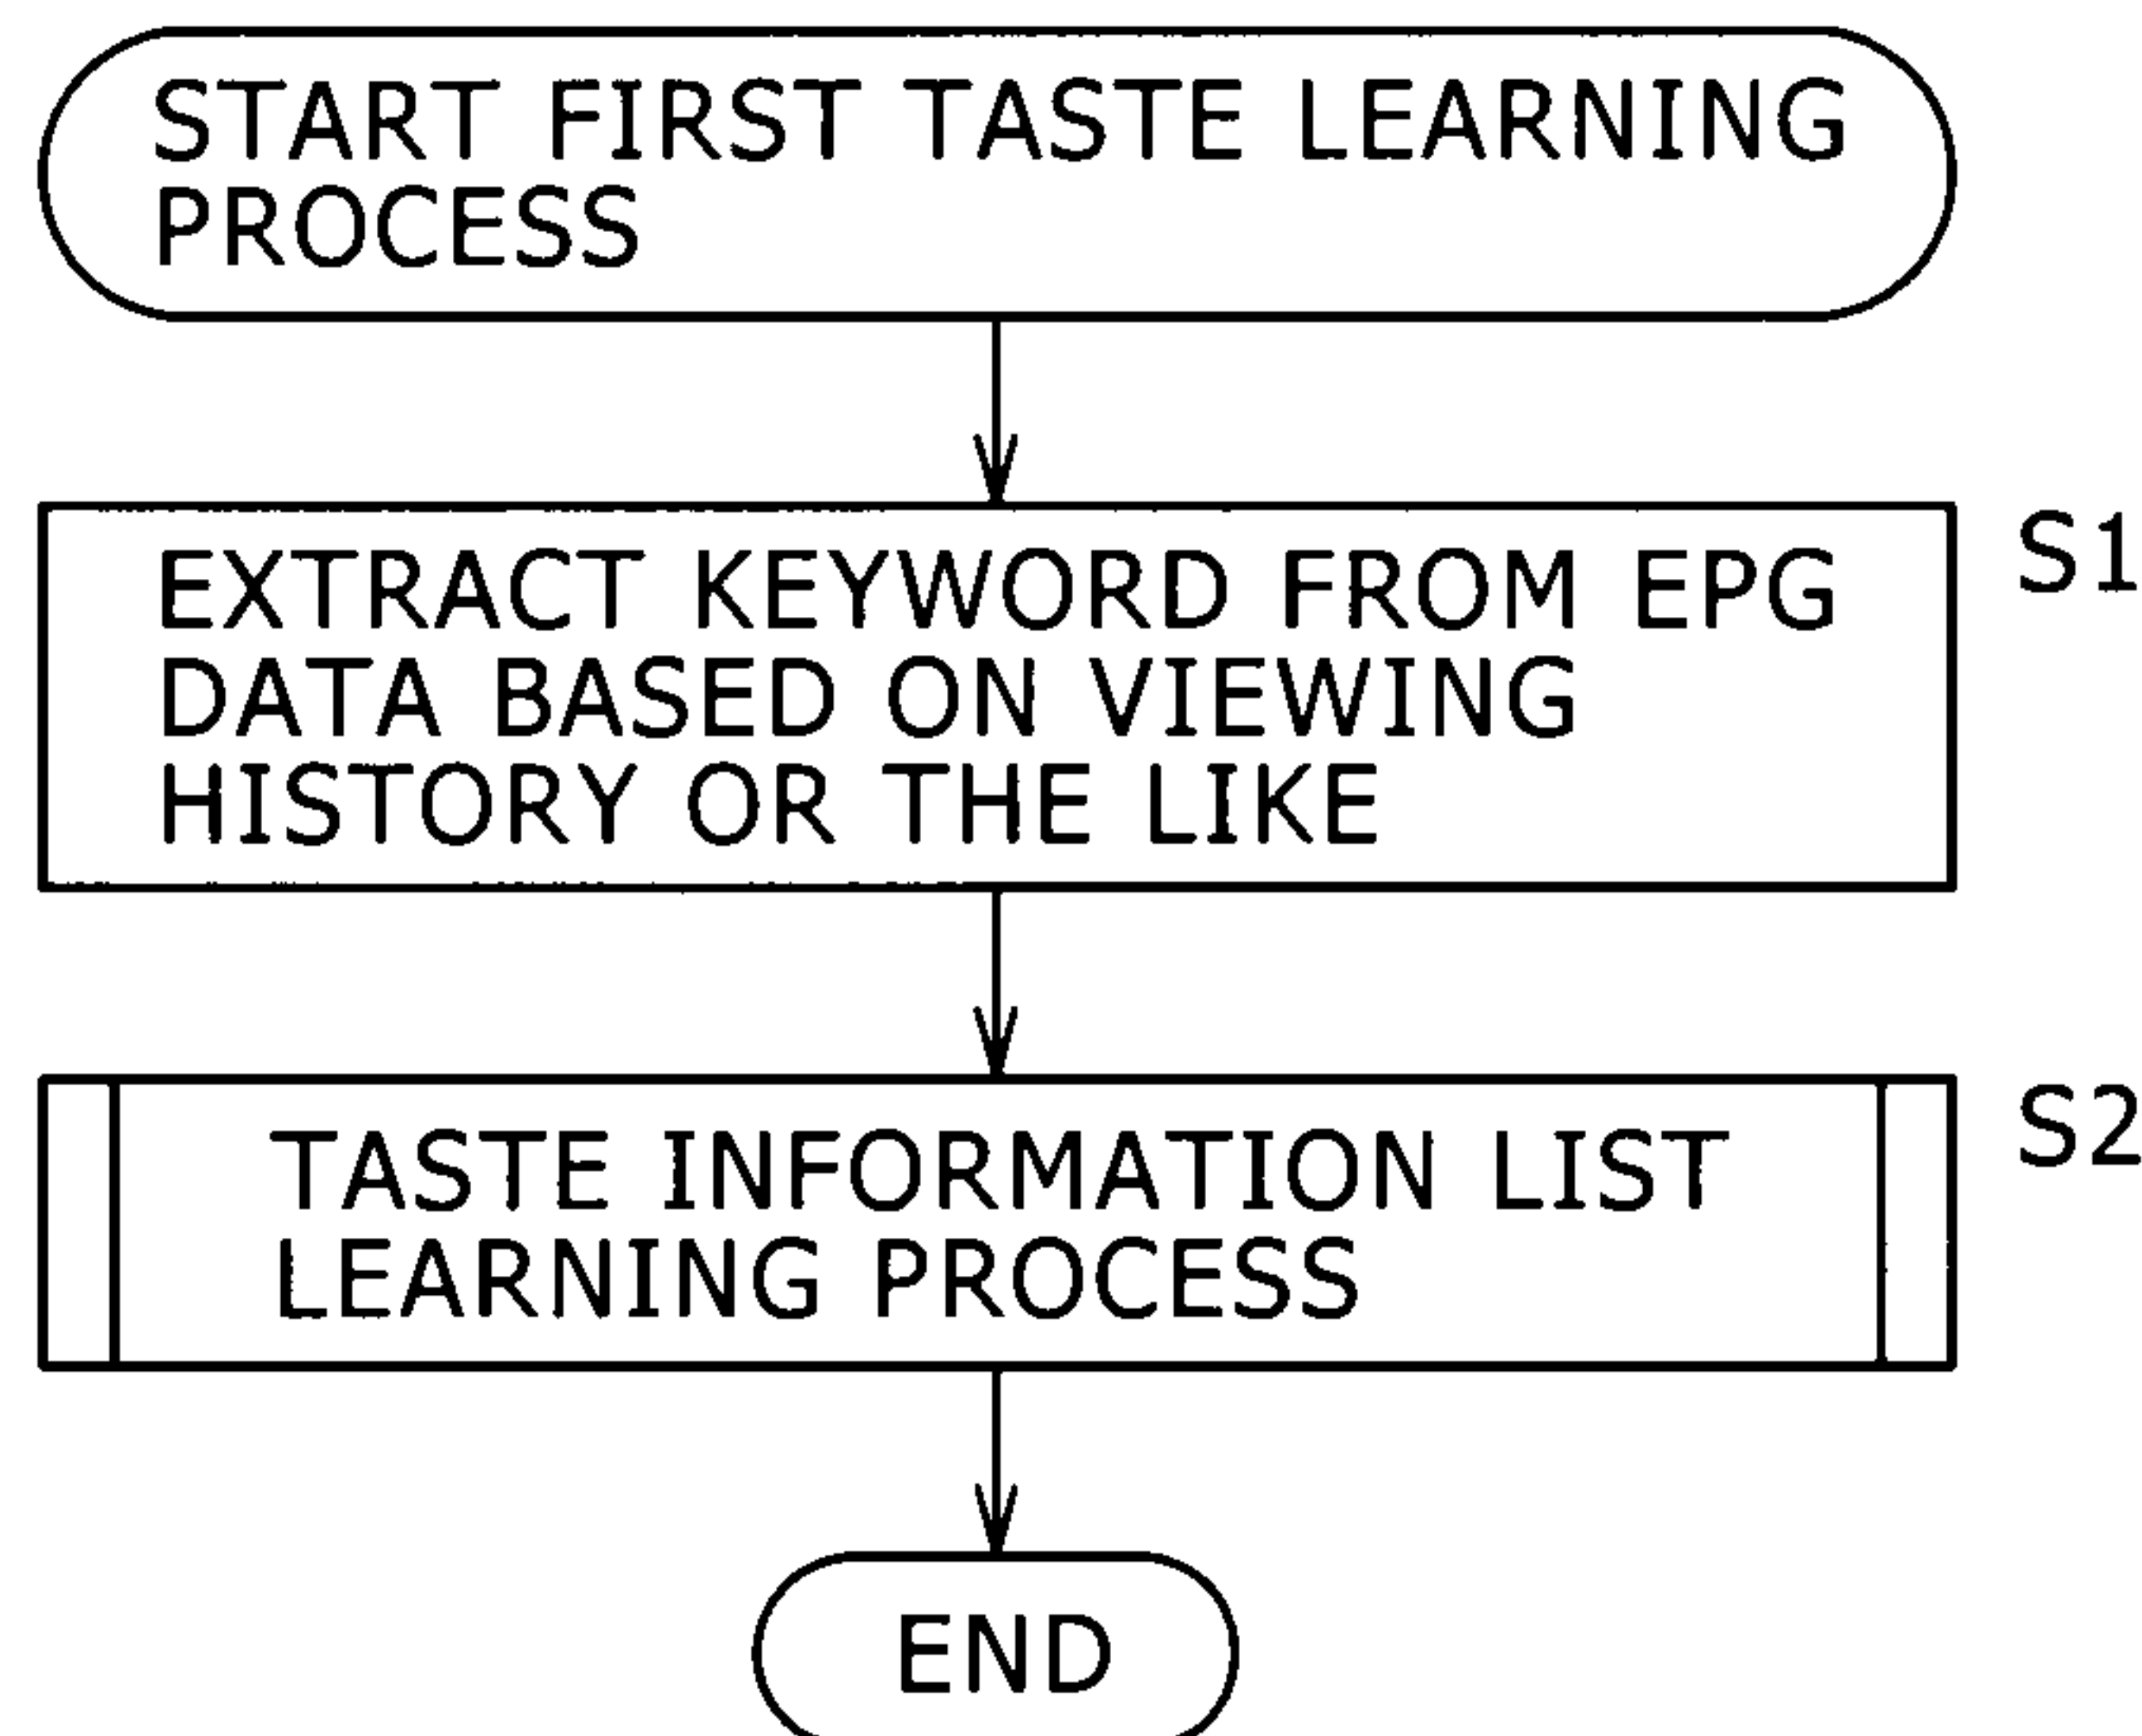 START FIRST TASTE LEARNING
PROCESS
EXTRACT KEYWORD FROM EPG
DATA BASED ON VIEWING
HISTORY OR THE LIKE
S1
TASTE INFORMATION LIST
LEARNING PROCESS
S2
END